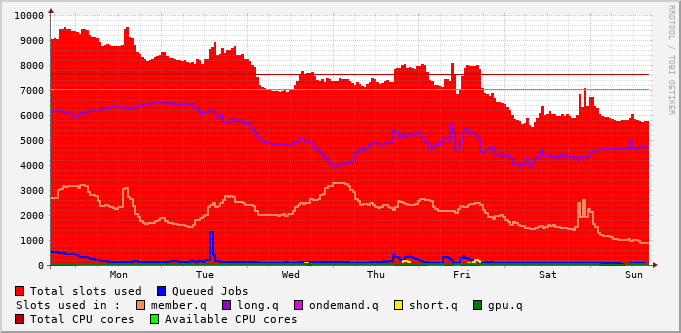 10000
9000
8000
7000
6000
5000
4000
3000
2000
1000
0
Mon Tue Wed Thu Fri Sat Sun
Total slots used Queued Jobs
Slots used in : member.q long.q ondemand.q short.q gpu.q
Total CPU cores Available CPU cores
RRDTOOL / TOBI OETIKER